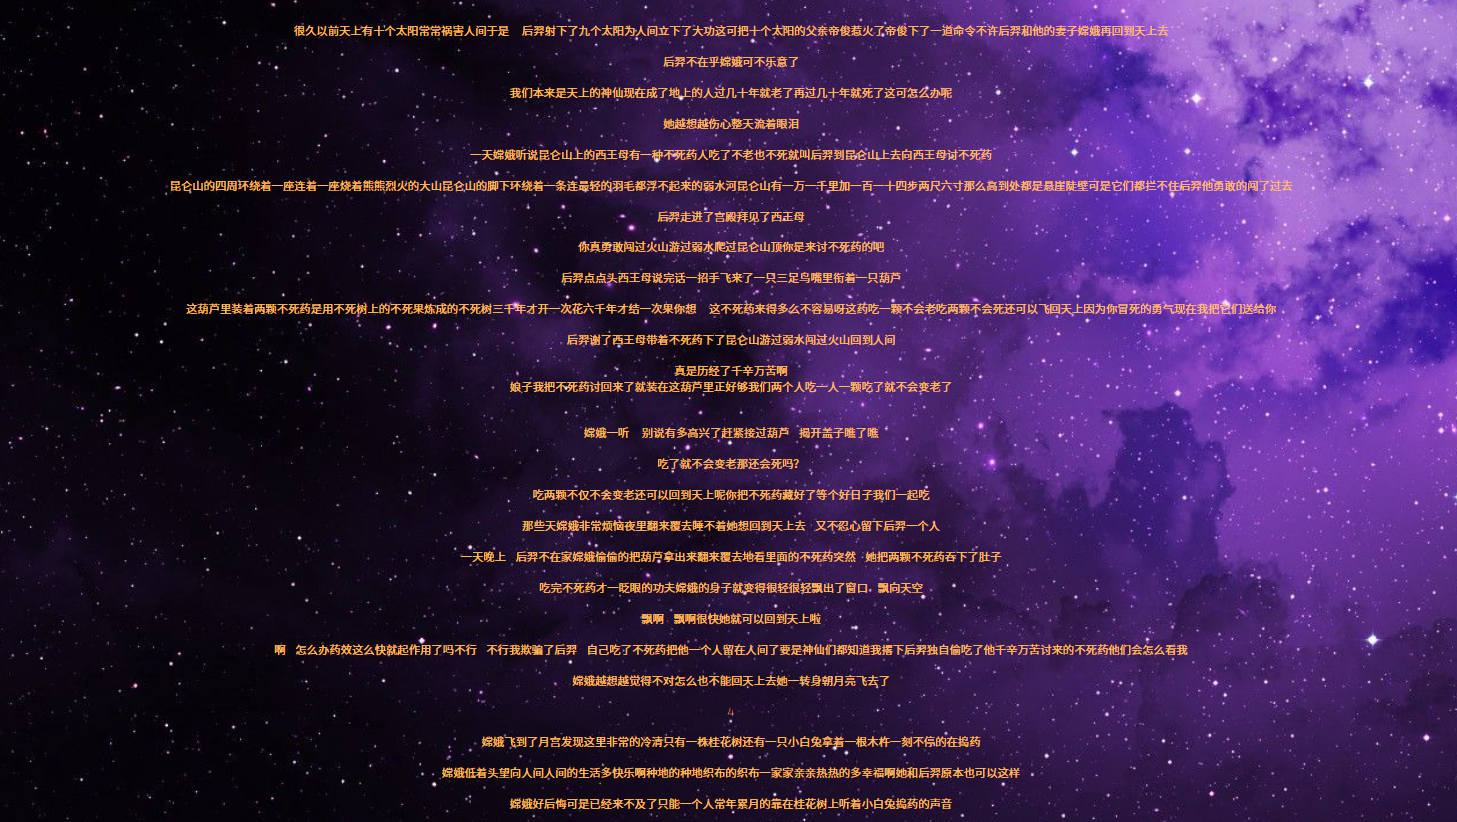 很久以前天上有十个太阳常常祸害人间于是　后羿射下了九个太阳为人间立下了大功这可把十个太阳的父亲帝俊惹火了帝俊下了一道命令不许后羿和他的妻子嫦娥再回到天上去
后羿不在乎嫦娥可不乐意了
我们本来是天上的神仙现在成了地上的人过几十年就老了再过几十年就死了这可怎么办呢
她越想越伤心整天流着眼泪
一天嫦娥听说昆仑山上的西王母有一种不死药人吃了不老也不死就叫后羿到昆仑山上去向西王母讨不死药
昆仑山的四周环绕着一座连着一座烧着熊熊烈火的大山昆仑山的脚下环绕着一条连最轻的羽毛都浮不起来的弱水河昆仑山有一万一千里加一百一十四步两尺六寸那么高到处都是悬崖陡壁可是它们都拦不住后羿他勇敢的闯了过去
后羿走进了宫殿拜见了西王母
你真勇敢闯过火山游过弱水爬过昆仑山顶你是来讨不死药的吧
后羿点点头西王母说完话一招手飞来了一只三足鸟嘴里衔着一只葫芦
这葫芦里装着两颗不死药是用不死树上的不死果炼成的不死树三千年才开一次花六千年才结一次果你想　这不死药来得多么不容易呀这药吃一颗不会老吃两颗不会死还可以飞回天上因为你冒死的勇气现在我把它们送给你
后羿谢了西王母带着不死药下了昆仑山游过弱水闯过火山回到人间
真是历经了千辛万苦啊
娘子我把不死药讨回来了就装在这葫芦里正好够我们两个人吃一人一颗吃了就不会变老了
嫦娥一听　别说有多高兴了赶紧接过葫芦　揭开盖子瞧了瞧
吃了就不会变老那还会死吗?
吃两颗不仅不会变老还可以回到天上呢你把不死药藏好了等个好日子我们一起吃
那些天嫦娥非常烦恼夜里翻来覆去睡不着她想回到天上去　又不忍心留下后羿一个人
一天晚上　后羿不在家嫦娥偷偷的把葫芦拿出来翻来覆去地看里面的不死药突然　她把两颗不死药吞下了肚子
吃完不死药才一眨眼的功夫嫦娥的身子就变得很轻很轻飘出了窗口，飘向天空
飘啊　飘啊很快她就可以回到天上啦
啊　怎么办药效这么快就起作用了吗不行　不行我欺骗了后羿　自己吃了不死药把他一个人留在人间了要是神仙们都知道我撂下后羿独自偷吃了他千辛万苦讨来的不死药他们会怎么看我
嫦娥越想越觉得不对怎么也不能回天上去她一转身朝月亮飞去了
4
嫦娥飞到了月宫发现这里非常的冷清只有一株桂花树还有一只小白兔拿着一根木杵一刻不停的在捣药
嫦娥低着头望向人间人间的生活多快乐啊种地的种地织布的织布一家家亲亲热热的多幸福啊她和后羿原本也可以这样
嫦娥好后悔可是已经来不及了只能一个人常年累月的靠在桂花树上听着小白兔捣药的声音